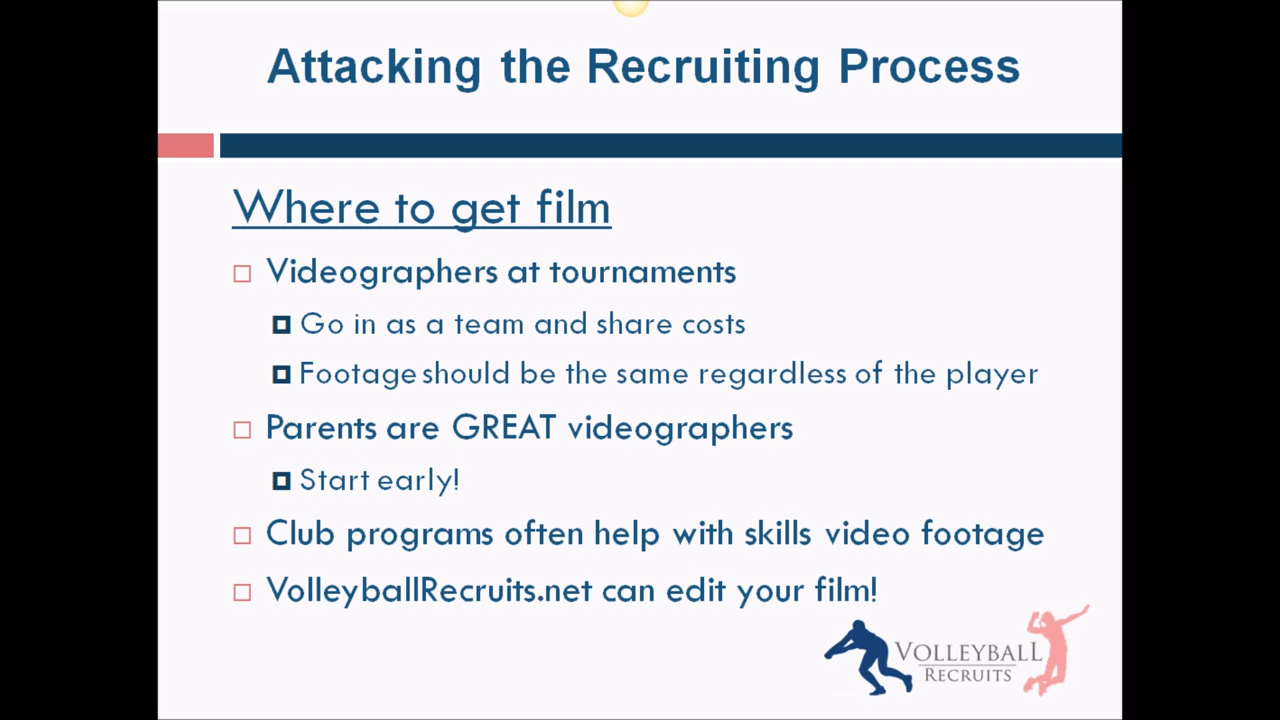 Attacking the Recruiting Process
Where to get film
Videographers at tournaments
Go in as a team and share costs
Footage should be the same regardless of the player
Parents are GREAT videographers
Start early!
Club programs often help with skills video footage
VolleyballRecruits.net can edit your film!
VOLLEYBALL
RECRUITS